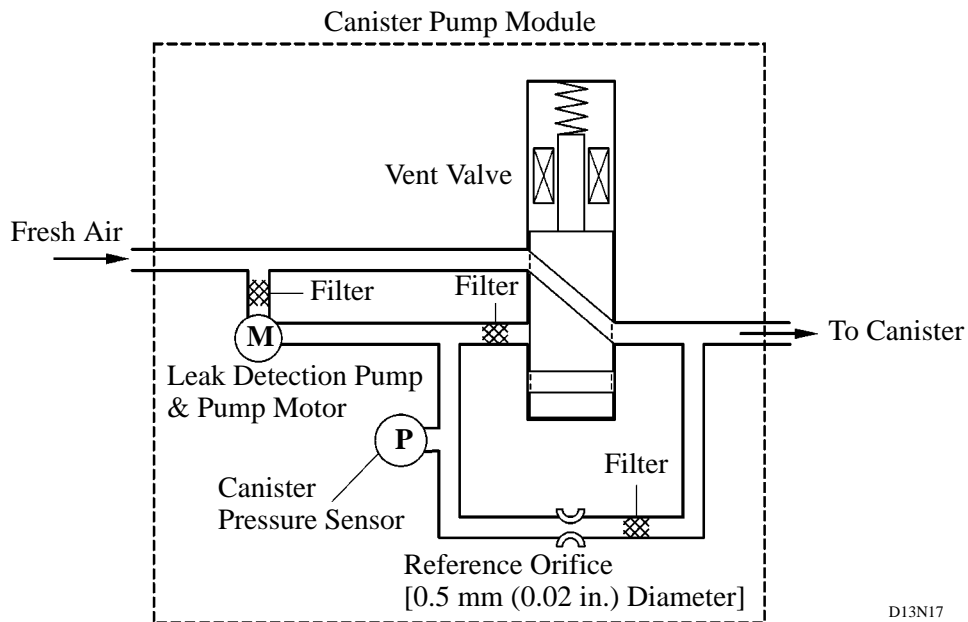 Canister Pump Module
Vent Valve
Fresh Air
Filter
Filter
M
To Canister
Leak Detection Pump
& Pump Motor
P
Filter
Canister
Pressure Sensor
Reference Orifice
[0.5 mm (0.02 in.) Diameter]
D13N17